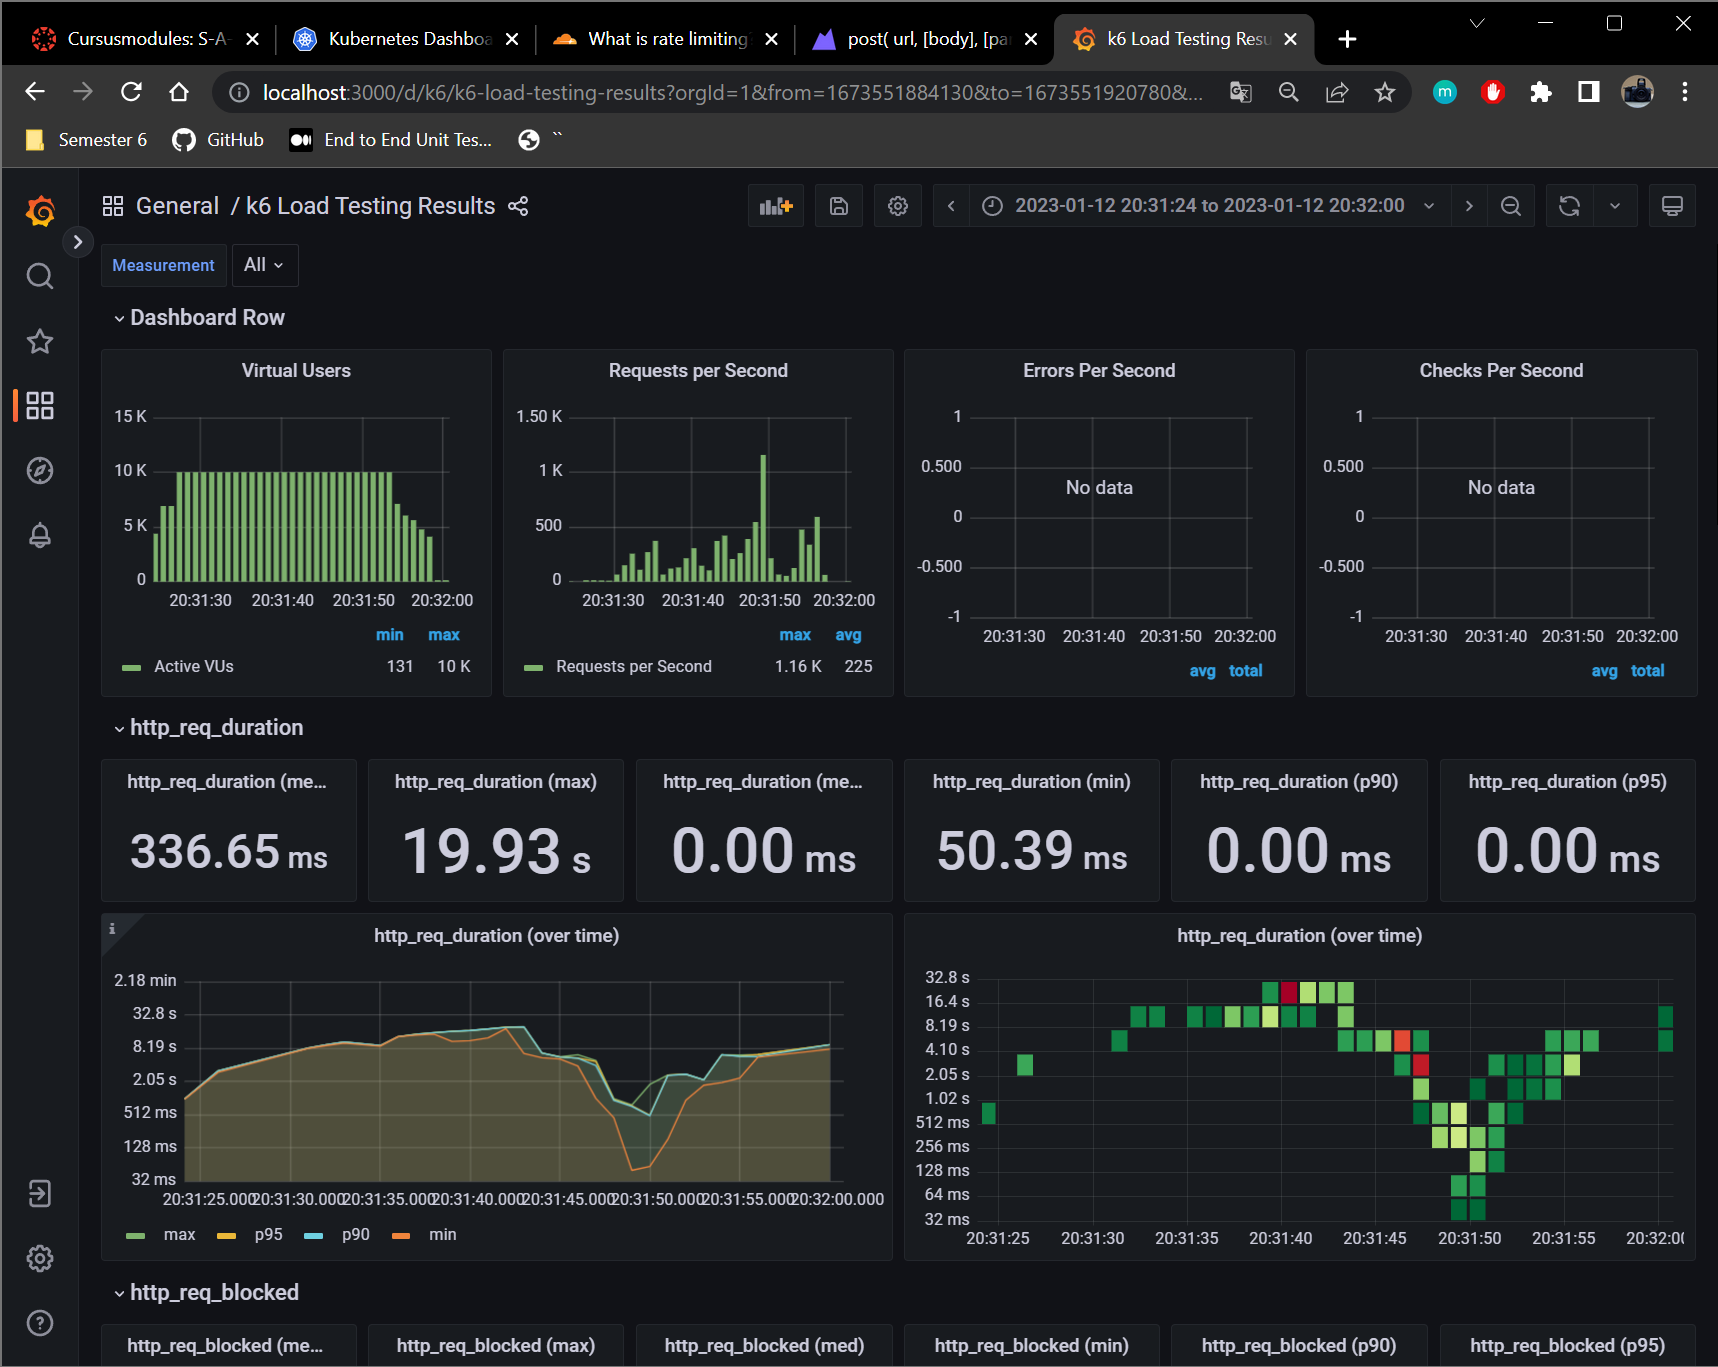 Cursusmodules: S-A-
Kubernetes Dashboa
What is rate limiting
post( url, [body], [pa
k6 Load Testing Resu
localhost:3000/d/k6/k6-load-testing-results?orgId=1&from=1673551884130&to=1673551920780&...
m
Semester 6
GitHub
End to End Unit Tes...
``
General / k6 Load Testing Results
2023-01-12 20:31:24 to 2023-01-12 20:32:00
Measurement
All
Dashboard Row
Virtual Users
15 K
10 K
5 K
0
20:31:30 20:31:40 20:31:50 20:32:00
min max
Active VUs 131 10 K
Requests per Second
1.50 K
1 K
500
0
20:31:30 20:31:40 20:31:50 20:32:00
max avg
Requests per Second 1.16 K 225
Errors Per Second
1
0.500
0
-0.500
-1
No data
20:31:30 20:31:40 20:31:50 20:32:00
avg total
Checks Per Second
1
0.500
0
-0.500
-1
No data
20:31:30 20:31:40 20:31:50 20:32:00
avg total
http_req_duration
http_req_duration (me...
336.65 ms
http_req_duration (max)
19.93 s
http_req_duration (me...
0.00 ms
http_req_duration (min)
50.39 ms
http_req_duration (p90)
0.00 ms
http_req_duration (p95)
0.00 ms
i
http_req_duration (over time)
2.18 min
32.8 s
8.19 s
2.05 s
512 ms
128 ms
32 ms
20:31:25.000 20:31:30.000 20:31:35.000 20:31:40.000 20:31:45.000 20:31:50.000 20:31:55.000 20:32:00.000
max p95 p90 min
http_req_duration (over time)
32.8 s
16.4 s
8.19 s
4.10 s
2.05 s
1.02 s
512 ms
256 ms
128 ms
64 ms
32 ms
20:31:25 20:31:30 20:31:35 20:31:40 20:31:45 20:31:50 20:31:55 20:32:0
http_req_blocked
http_req_blocked (me...
http_req_blocked (max)
http_req_blocked (med)
http_req_blocked (min)
http_req_blocked (p90)
http_req_blocked (p95)